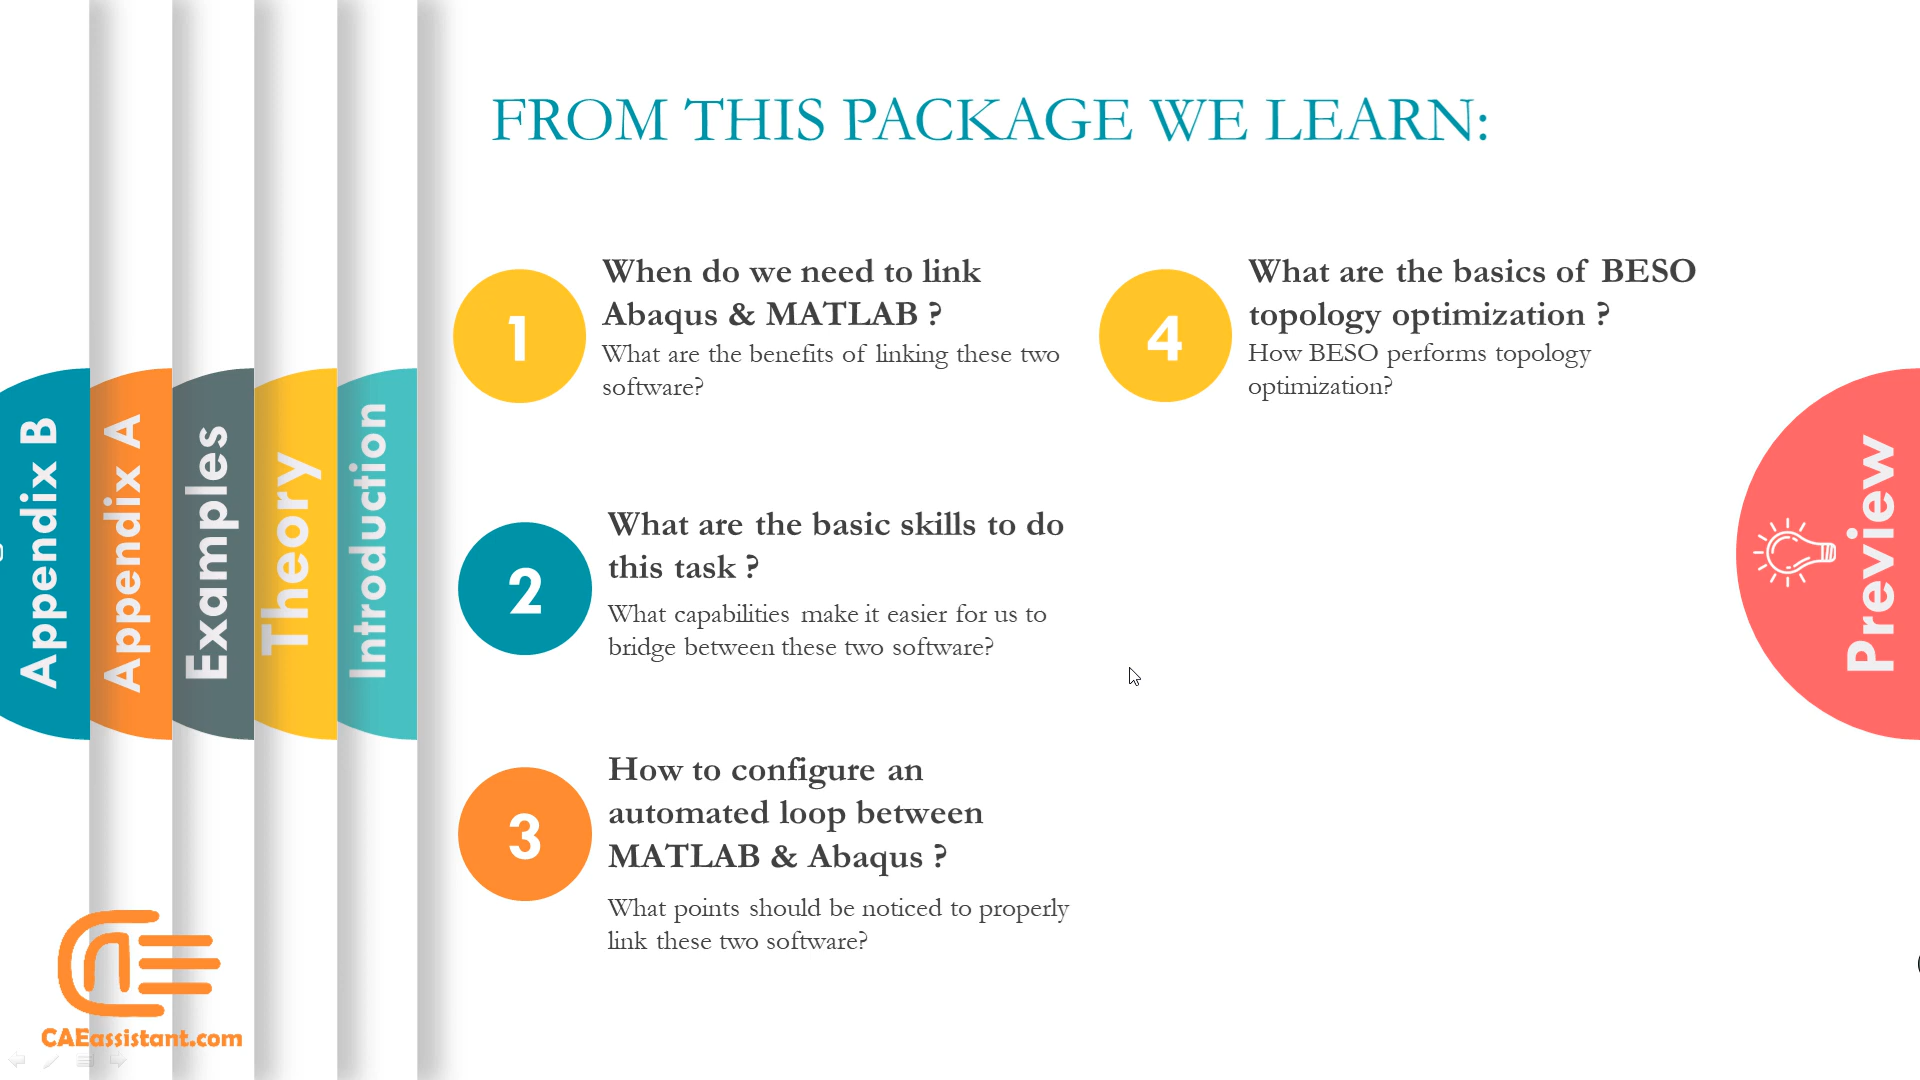 FROM THIS PACKAGE WE LEARN:
1
When do we need to link
Abaqus & MATLAB ?
What are the benefits of linking these two
software?
2
What are the basic skills to do
this task ?
What capabilities make it easier for us to
bridge between these two software?
3
How to configure an
automated loop between
MATLAB & Abaqus ?
What points should be noticed to properly
link these two software?
4
What are the basics of BESO
topology optimization ?
How BESO performs topology
optimization?
Appendix B
Appendix A
Examples
Theory
Introduction
Preview
CAEassistant.com